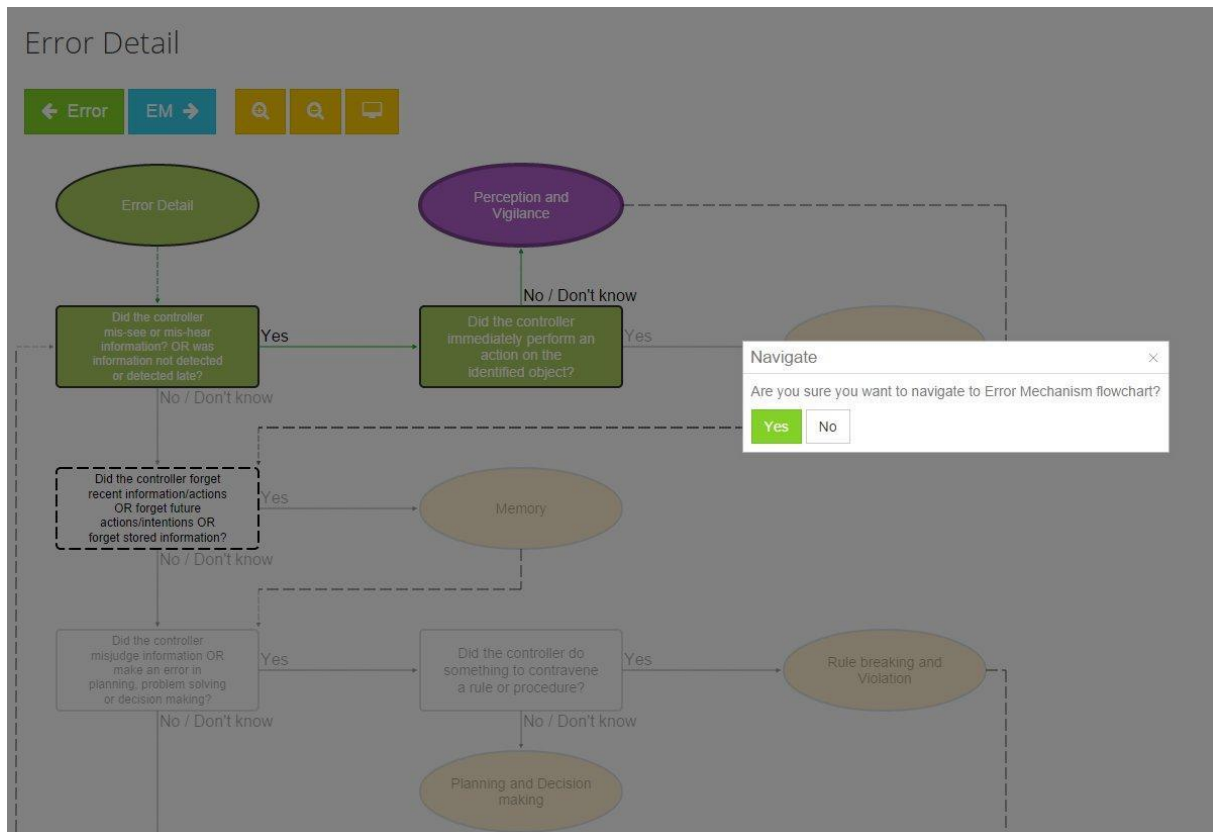 Error Detail
Error
EM
Error Detail
Perception and
Vigilance
No / Don't know
Did the controller
mis-see or mis-hear
information? OR was
information not detected
or detected late?
Yes
Did the controller
immediately perform an
action on the
identified object?
Yes
No / Don't know
Navigate
Are you sure you want to navigate to Error Mechanism flowchart?
Yes
No
Did the controller forget
recent information/actions
OR forget future
actions/intentions OR
forget stored information?
Yes
Memory
No / Don't know
Did the controller
misjudge information OR
make an error in
planning, problem solving
or decision making?
Yes
Did the controller do
something to contravene
a rule or procedure?
Yes
Rule breaking and
Violation
No / Don't know
No / Don't know
Planning and Decision
making